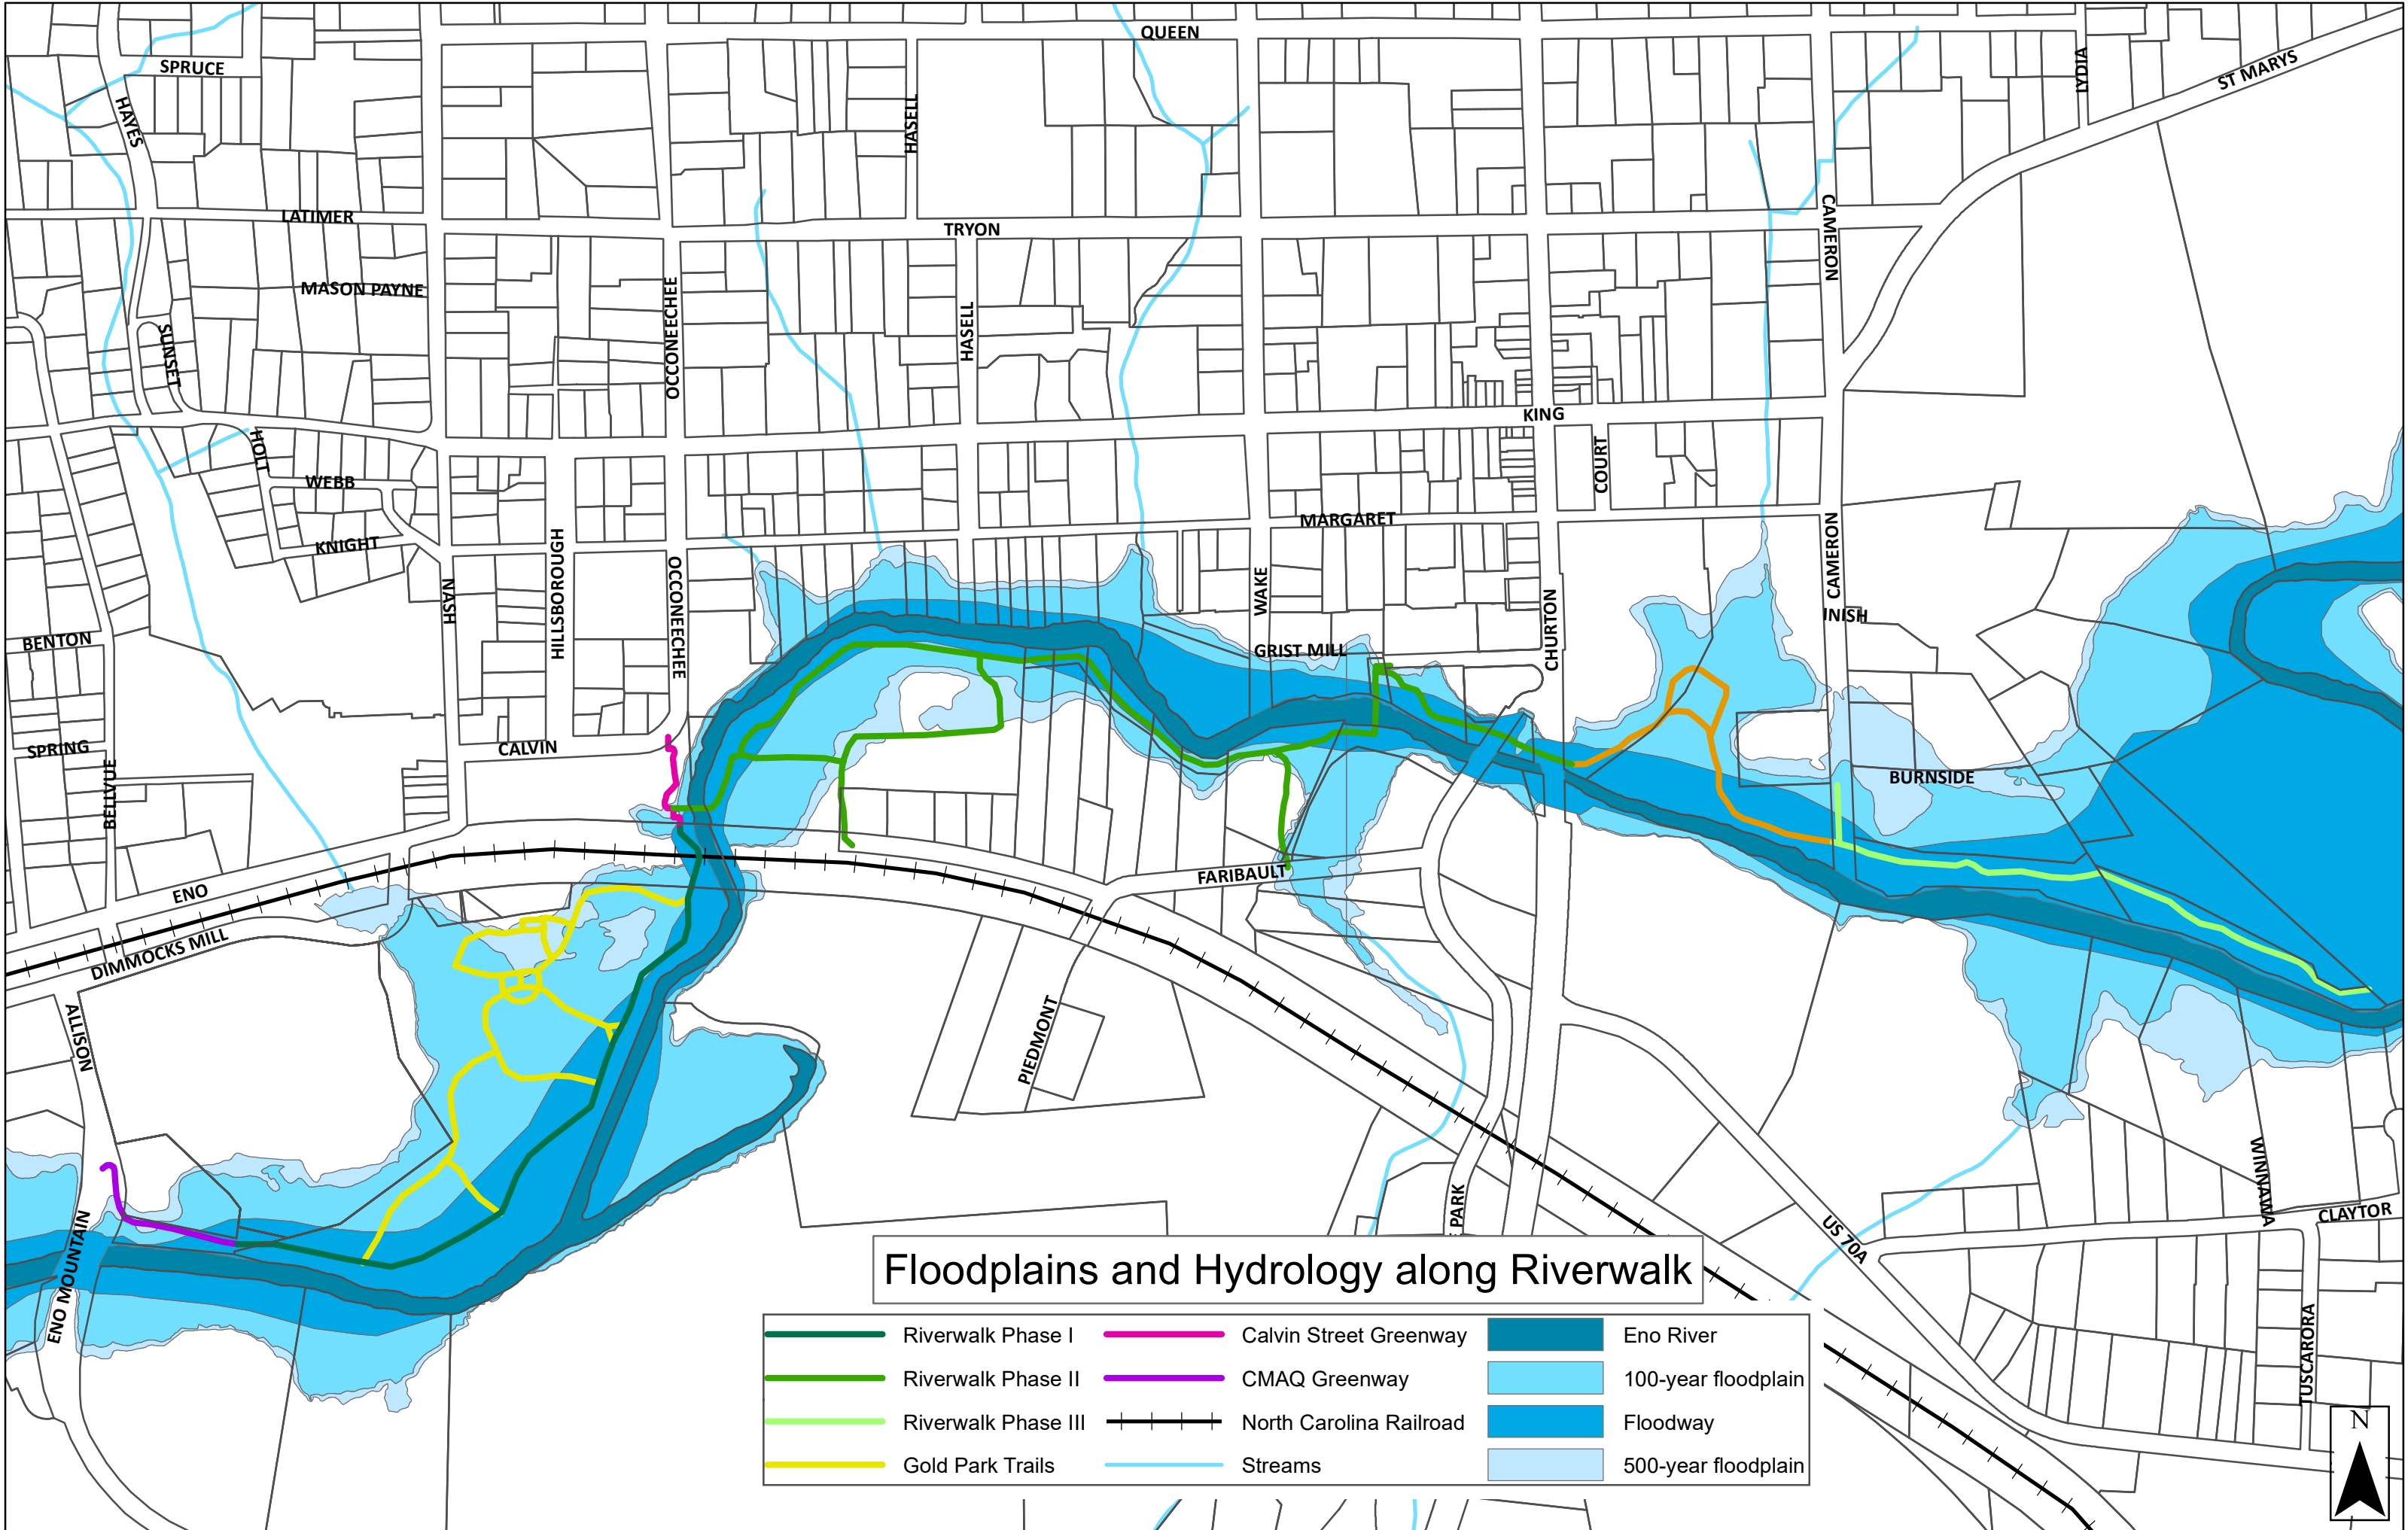 QUEEN
SPRUCE
LYDIA
ST MARYS
HAYES
HASELL
LATIMER
TRYON
CAMERON
MASON PAYNE
OCCONEECHEE
HASELL
SUNSET
KING
HOLT
COURT
WEBB
MARGARET
KNIGHT
CAMERON
HILLSBOROUGH
OCCONEECHEE
NASH
WAKE
CHURTON
INISH
BENTON
GRIST MILL
SPRING
CALVIN
BELLVUE
BURNSIDE
ENO
FARIBAULT
DIMMOCKS MILL
ALLISON
PIEDMONT
WINNAWA
PARK
CLAYTOR
US 70A
ENO MOUNTAIN
TUSCARORA
Floodplains and Hydrology along Riverwalk
Riverwalk Phase I
Calvin Street Greenway
Eno River
Riverwalk Phase II
CMAQ Greenway
100-year floodplain
Riverwalk Phase III
North Carolina Railroad
Floodway
Gold Park Trails
Streams
500-year floodplain
N